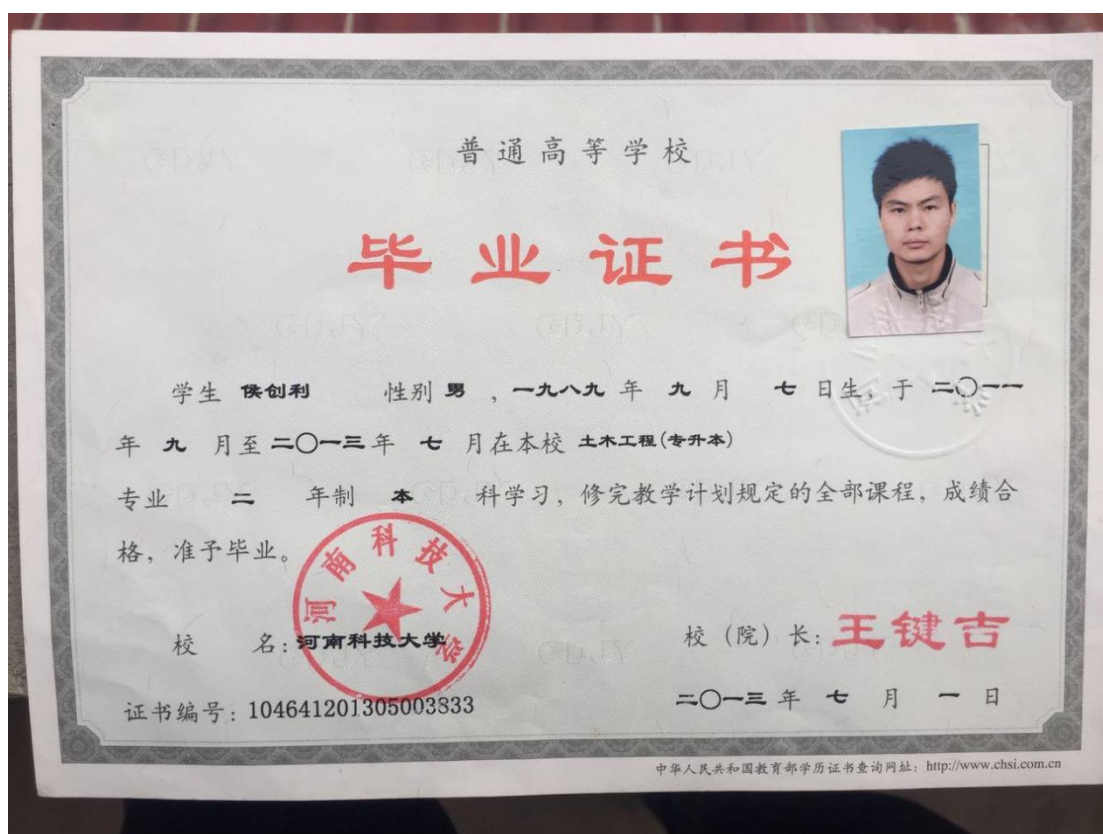 普通高等学校
毕业证书
学生 侯创利 性别 男 ，一九八九 年 九 月 七 日生，于 二〇一一
年 九 月至 二〇一三 年 七 月在本校 土木工程(专升本)
专业 二 年制 本 科学习，修完教学计划规定的全部课程，成绩合
格，准予毕业。
河南科技大学
校 名：河南科技大学
校（院）长：王键吉
证书编号：104641201305003833
二〇一三 年 七 月 一 日
中华人民共和国教育部学历证书查询网址：http://www.chsi.com.cn